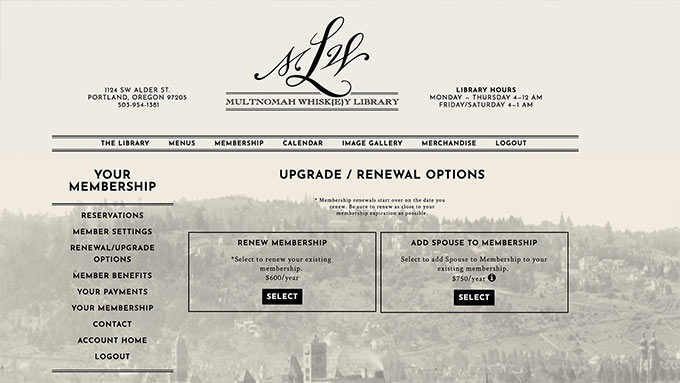 MLW
MULTNOMAH WHISK{E}Y LIBRARY
1124 SW ALDER ST.
PORTLAND, OREGON 97205
503-954-1381
LIBRARY HOURS
MONDAY – THURSDAY 4–12 AM
FRIDAY/SATURDAY 4–1 AM
THE LIBRARY MENUS MEMBERSHIP CALENDAR IMAGE GALLERY MERCHANDISE LOGOUT
YOUR
MEMBERSHIP
RESERVATIONS
MEMBER SETTINGS
RENEWAL/UPGRADE
OPTIONS
MEMBER BENEFITS
YOUR PAYMENTS
YOUR MEMBERSHIP
CONTACT
ACCOUNT HOME
LOGOUT
UPGRADE / RENEWAL OPTIONS
* Membership renewals start over on the date you
renew. Be sure to renew as close to your
membership expiration as possible.
RENEW MEMBERSHIP
*Select to renew your existing
membership.
$600/year
SELECT
ADD SPOUSE TO MEMBERSHIP
Select to add Spouse to Membership to your
existing membership.
$750/year i
SELECT